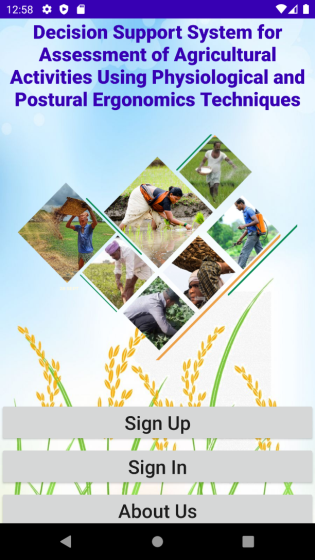 12:58
Decision Support System for
Assessment of Agricultural
Activities Using Physiological and
Postural Ergonomics Techniques
Sign Up
Sign In
About Us